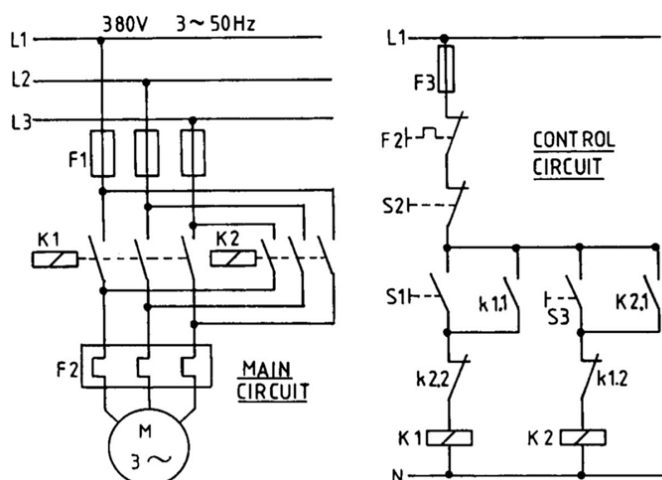 380V 3~50Hz
L1
L2
L3
F1
K1
K2
F2
MAIN
CIRCUIT
M
3~
L1
F3
F2
CONTROL
CIRCUIT
S2
S1
k1.1
S3
K2.1
k2.2
k1.2
K1
K2
N